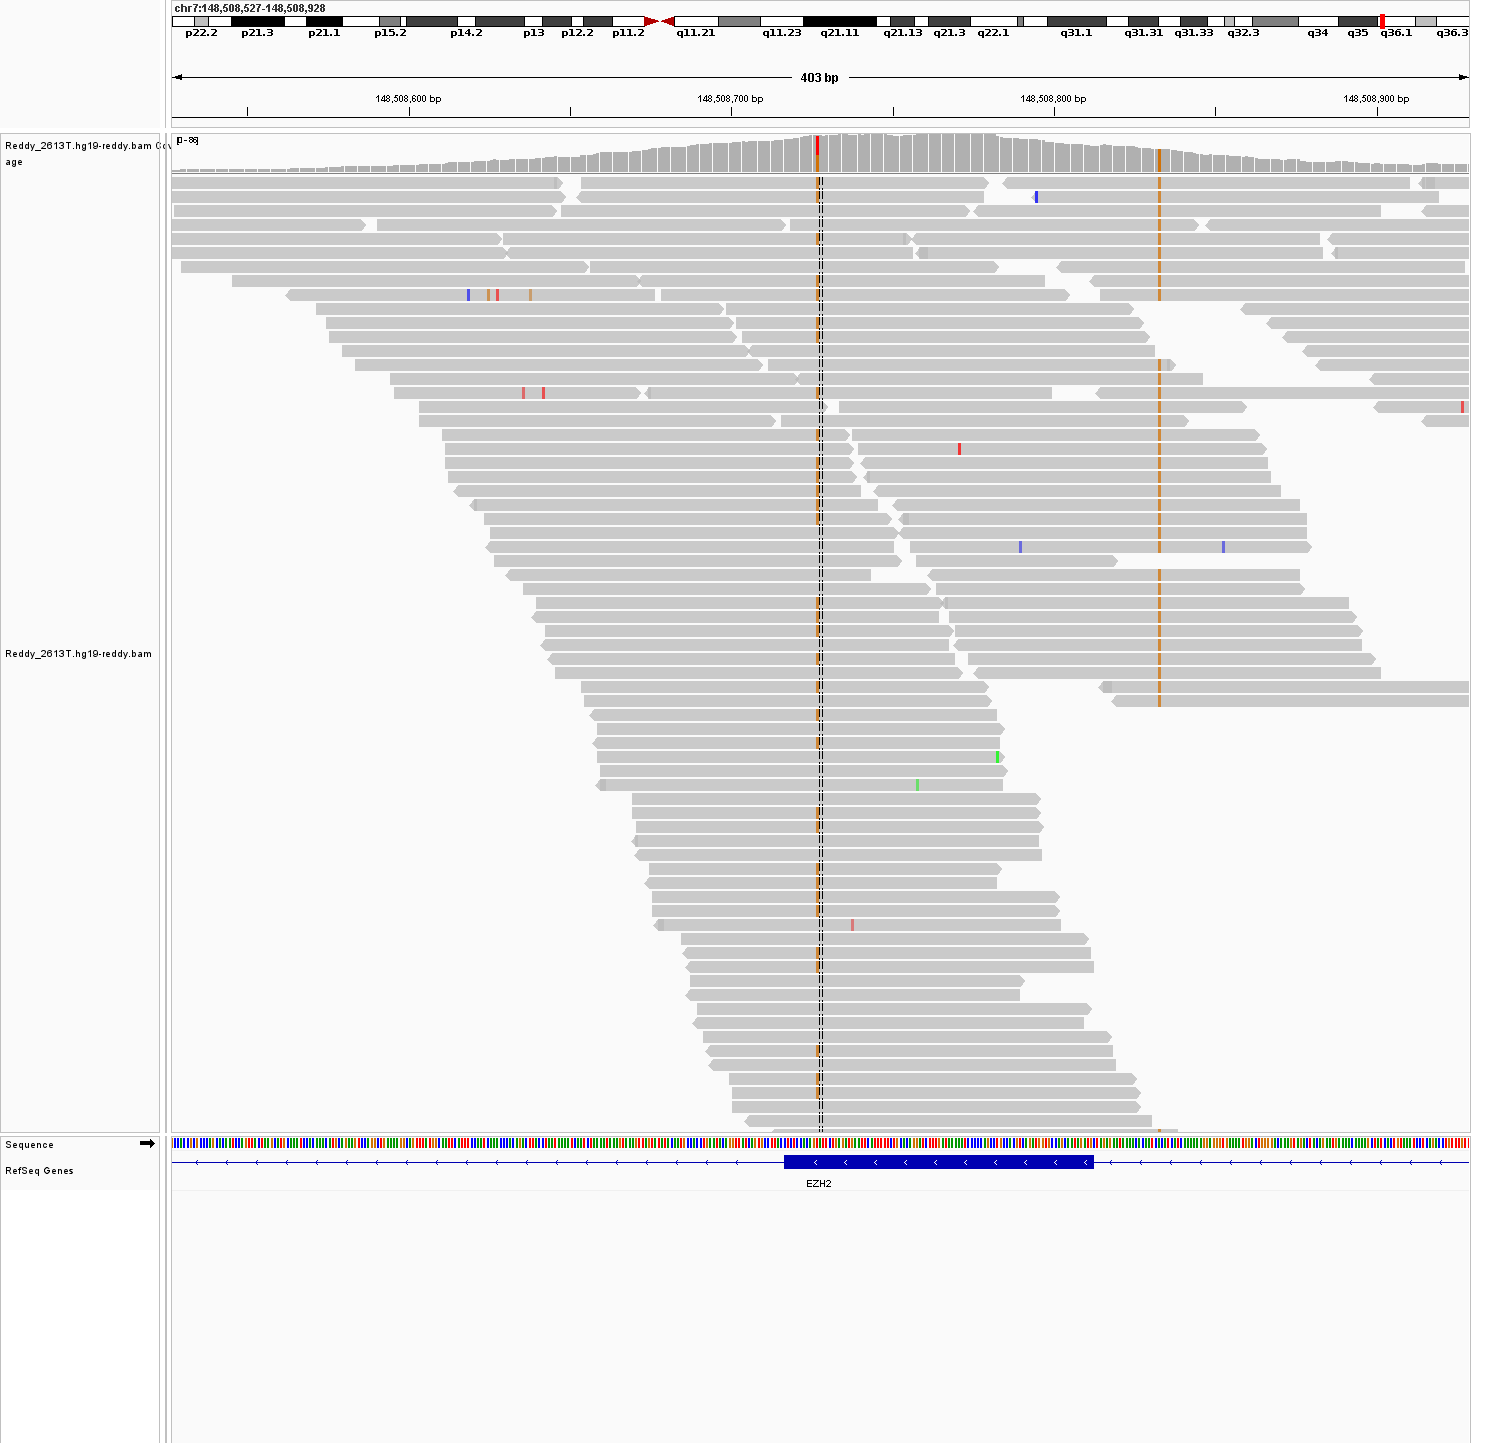 chr7:148,508,527-148,508,928
p22.2 p21.3 p21.1 p15.2 p14.2 p13 p12.2 p11.2 q11.21 q11.23 q21.11 q21.13 q21.3 q22.1 q31.1 q31.31 q31.33 q32.3 q34 q35 q36.1 q36.3
403 bp
148,508,600 bp 148,508,700 bp 148,508,800 bp 148,508,900 bp
Reddy_2613T.hg19-reddy.bam Cov
age
Reddy_2613T.hg19-reddy.bam
Sequence
RefSeq Genes
EZH2